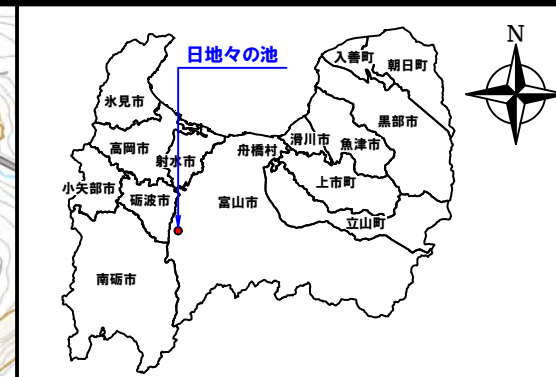 日地々の池
N
入善町
朝日町
氷見市
黒部市
滑川市
魚津市
高岡市
射水市
舟橋村
上市町
小矢部市
砺波市
富山市
立山町
南砺市